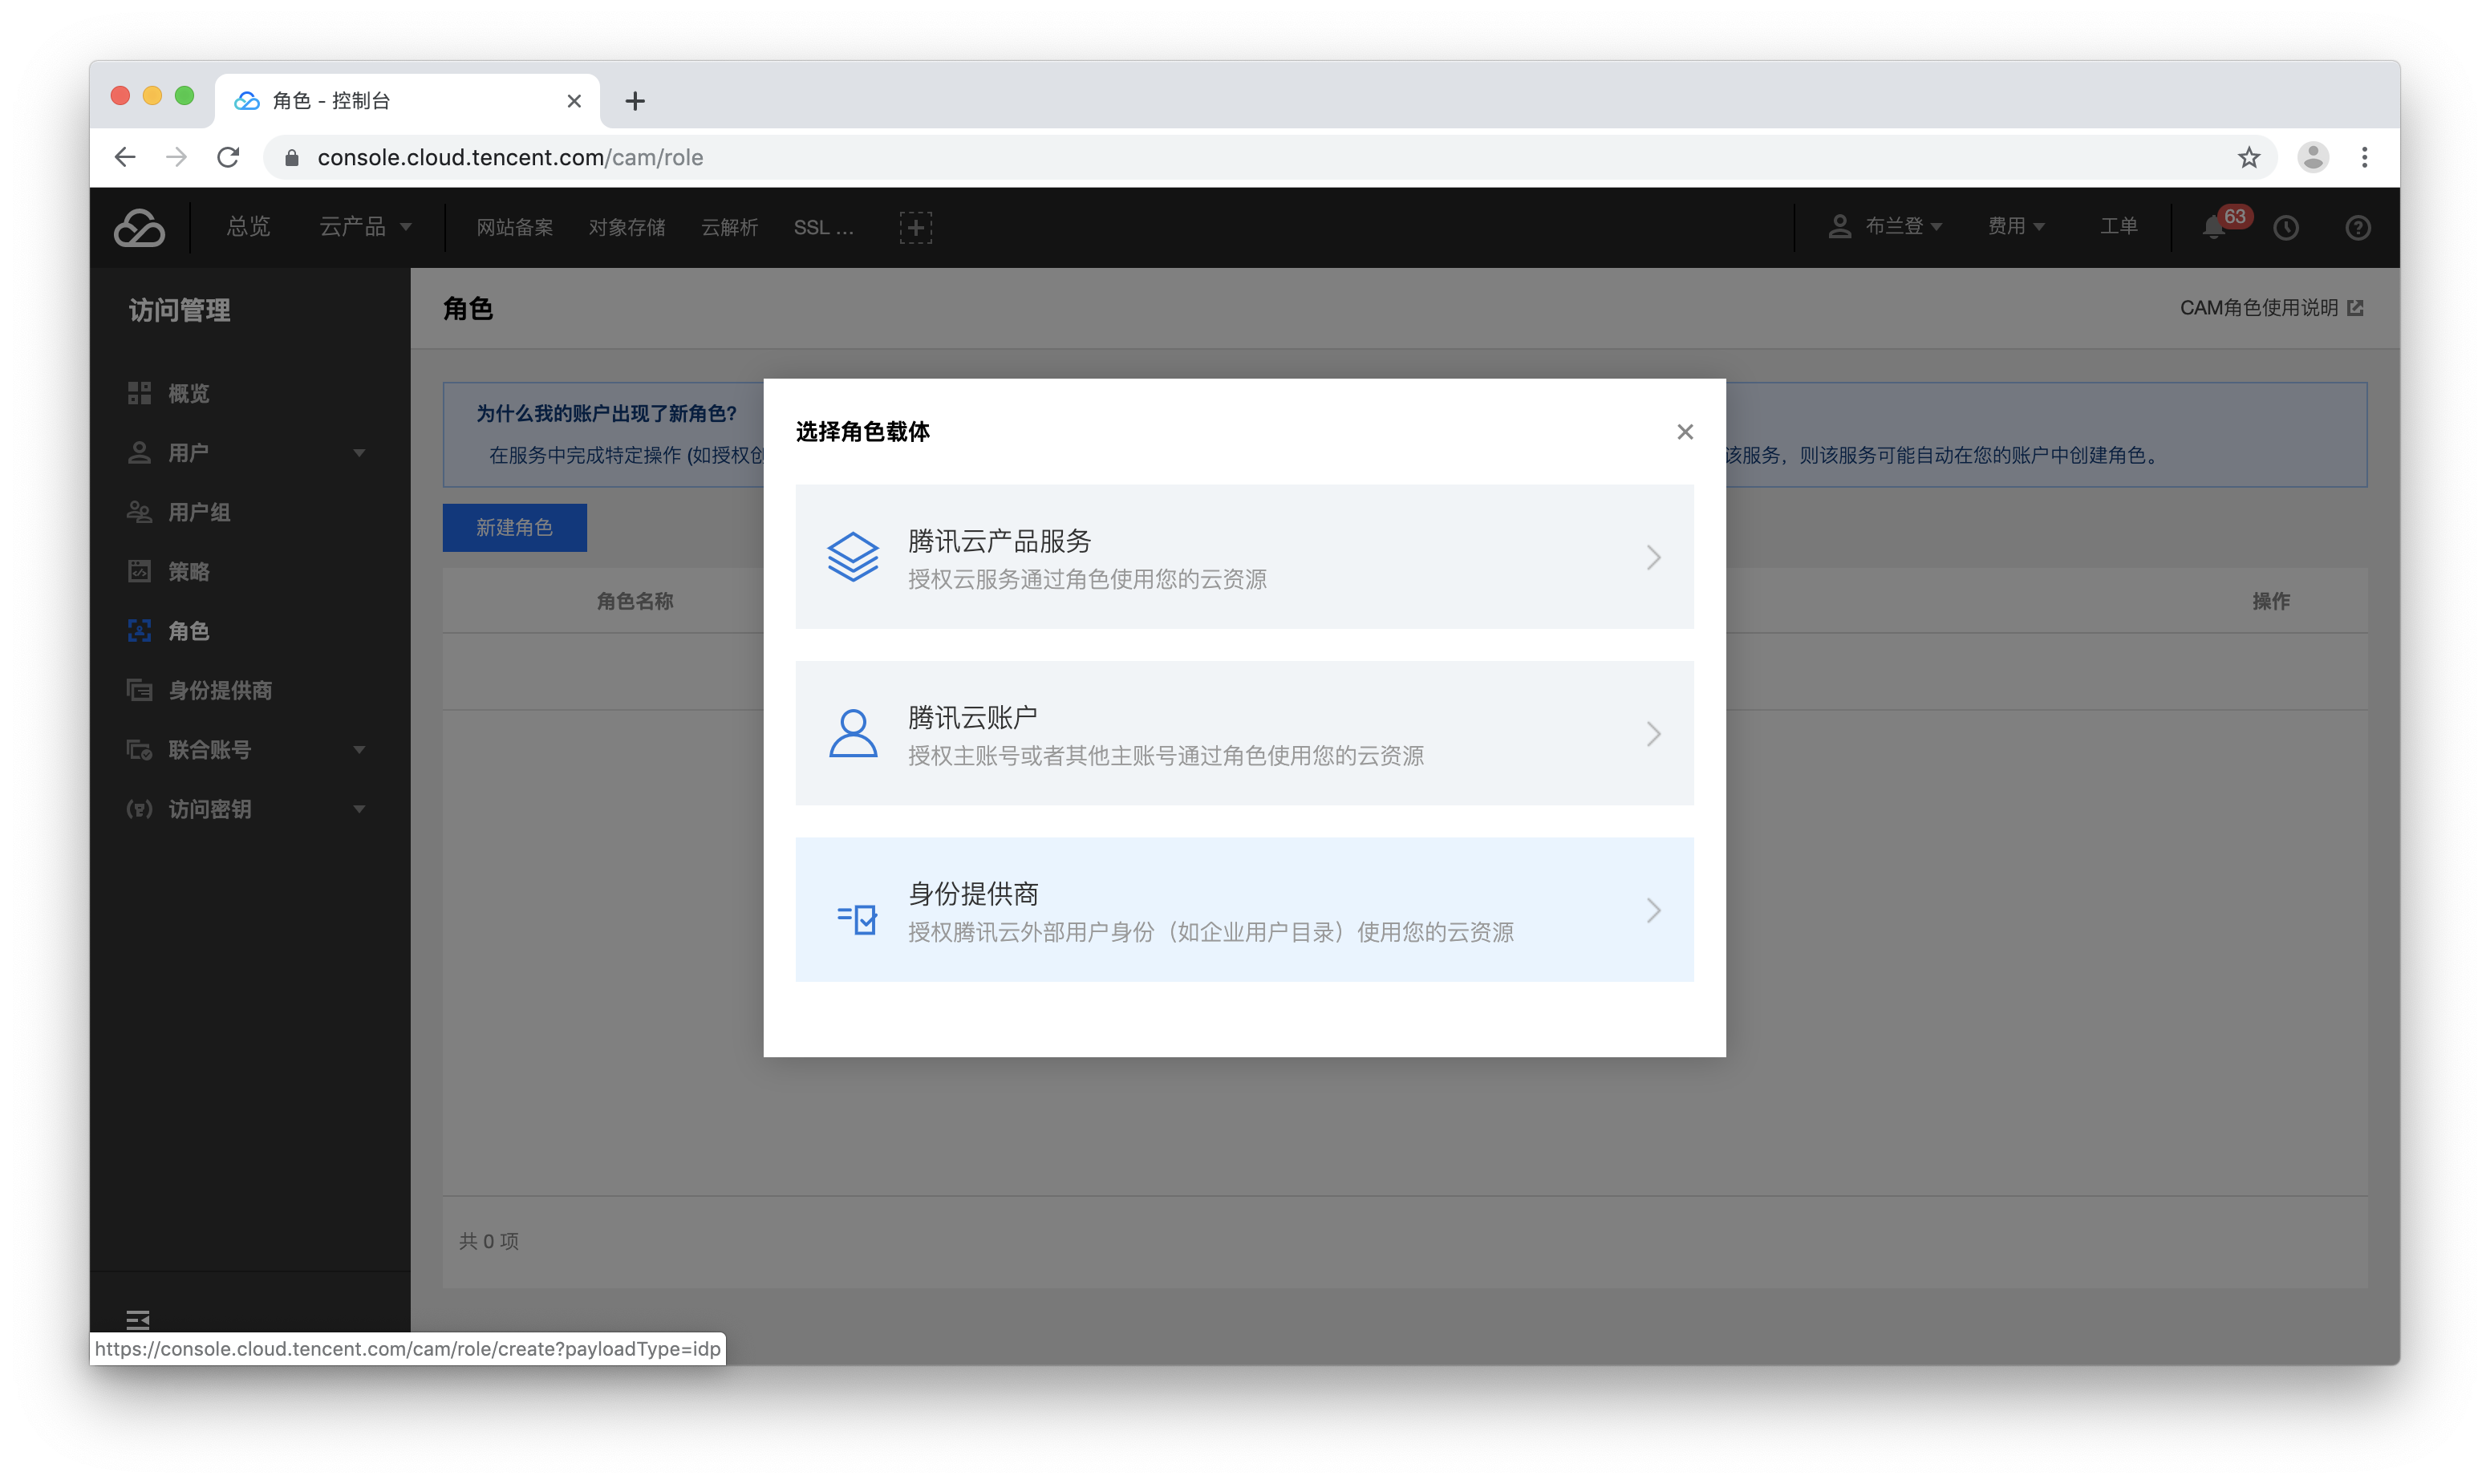 角色 - 控制台
console.cloud.tencent.com/cam/role
总览 云产品 网站备案 对象存储 云解析 SSL ... 布兰登 费用 工单 63
访问管理
概览
用户
用户组
策略
角色
身份提供商
联合账号
访问密钥
角色
CAM角色使用说明
为什么我的账户出现了新角色?
在服务中完成特定操作 (如授权创
该服务，则该服务可能自动在您的账户中创建角色。
新建角色
角色名称
操作
共 0 项
选择角色载体
腾讯云产品服务
授权云服务通过角色使用您的云资源
腾讯云账户
授权主账号或者其他主账号通过角色使用您的云资源
身份提供商
授权腾讯云外部用户身份（如企业用户目录）使用您的云资源
https://console.cloud.tencent.com/cam/role/create?payloadType=idp